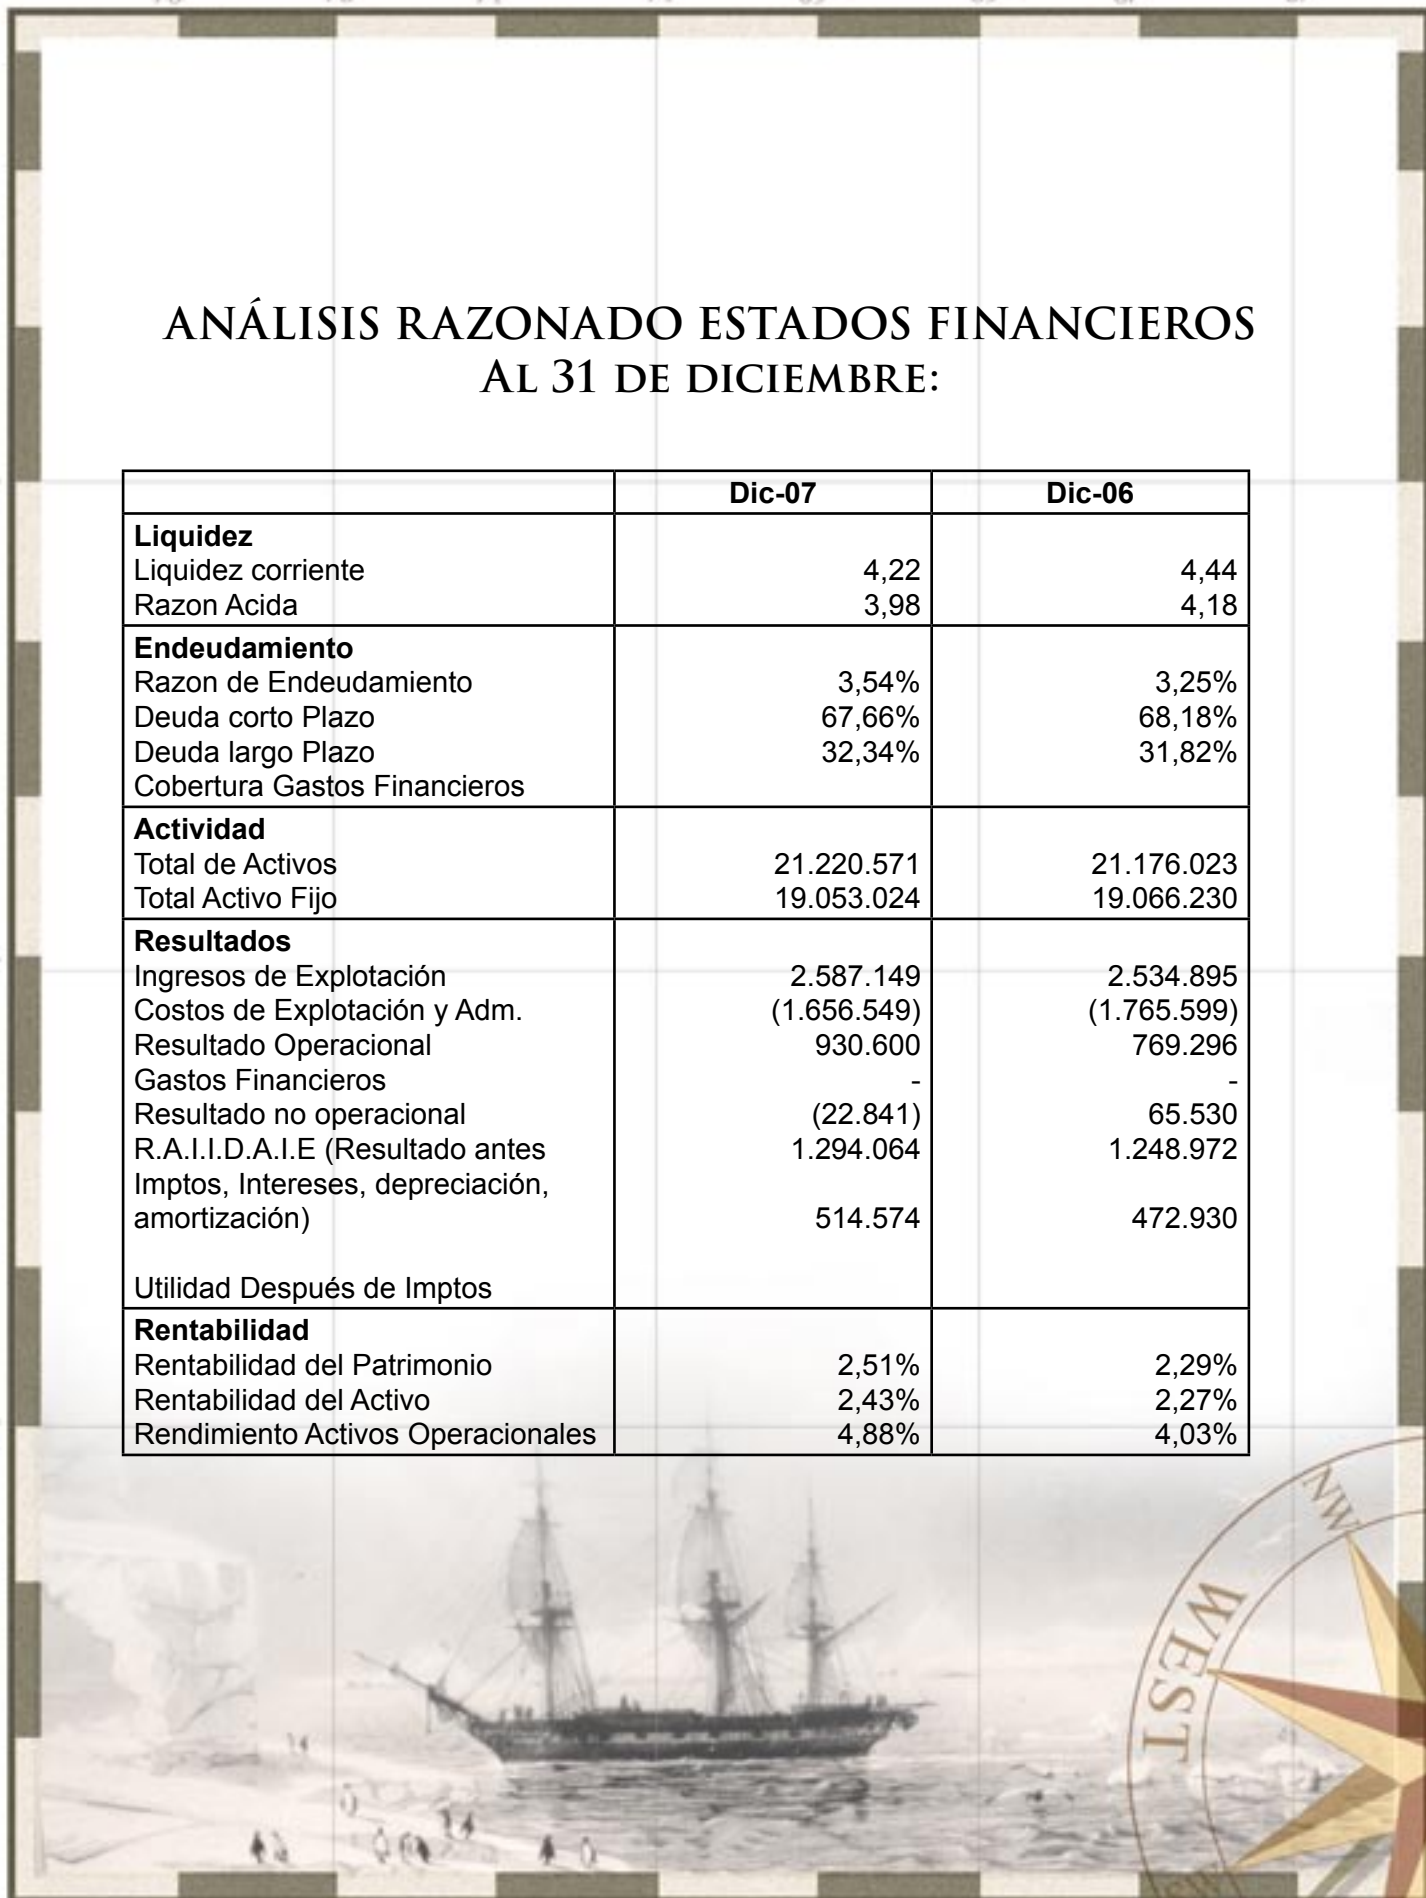 ANÁLISIS RAZONADO ESTADOS FINANCIEROS
AL 31 DE DICIEMBRE:
Dic-07 Dic-06
Liquidez
Liquidez corriente 4,22 4,44
Razon Acida 3,98 4,18
Endeudamiento
Razon de Endeudamiento 3,54% 3,25%
Deuda corto Plazo 67,66% 68,18%
Deuda largo Plazo 32,34% 31,82%
Cobertura Gastos Financieros
Actividad
Total de Activos 21.220.571 21.176.023
Total Activo Fijo 19.053.024 19.066.230
Resultados
Ingresos de Explotación 2.587.149 2.534.895
Costos de Explotación y Adm. (1.656.549) (1.765.599)
Resultado Operacional 930.600 769.296
Gastos Financieros - -
Resultado no operacional (22.841) 65.530
R.A.I.I.D.A.I.E (Resultado antes 1.294.064 1.248.972
Imptos, Intereses, depreciación,
amortización) 514.574 472.930
Utilidad Después de Imptos
Rentabilidad
Rentabilidad del Patrimonio 2,51% 2,29%
Rentabilidad del Activo 2,43% 2,27%
Rendimiento Activos Operacionales 4,88% 4,03%
NW
WEST